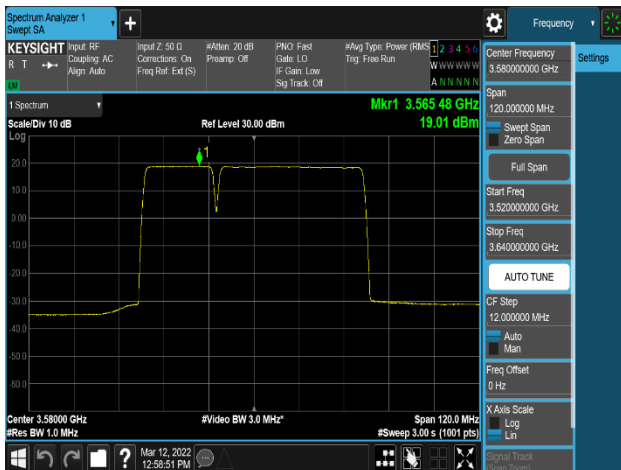 Spectrum Analyzer 1
Swept SA
Frequency
KEYSIGHT
R T
Input: RF
Coupling: AC
Align: Auto
Input Z: 50 Ω
Corrections: On
Freq Ref: Ext (S)
#Atten: 20 dB
Preamp: Off
PNO: Fast
Gate: LO
IF Gain: Low
Sig Track: Off
#Avg Type: Power (RMS
Trig: Free Run
1 2 3 4 5 6
W W W W W W
A N N N N N
Settings
Center Frequency
3.580000000 GHz
Span
120.000000 MHz
Swept Span
Zero Span
Full Span
Start Freq
3.520000000 GHz
Stop Freq
3.640000000 GHz
AUTO TUNE
CF Step
12.000000 MHz
Auto
Man
Freq Offset
0 Hz
X Axis Scale
Log
Lin
Signal Track
(Span Zoom)
1 Spectrum
Scale/Div 10 dB
Ref Level 30.00 dBm
Mkr1 3.565 48 GHz
19.01 dBm
Log
1
20.0
10.0
0.00
-10.0
-20.0
-30.0
-40.0
-50.0
-60.0
Center 3.58000 GHz
#Video BW 3.0 MHz*
Span 120.0 MHz
#Res BW 1.0 MHz
#Sweep 3.00 s (1001 pts)
?
Mar 12, 2022
12:58:51 PM